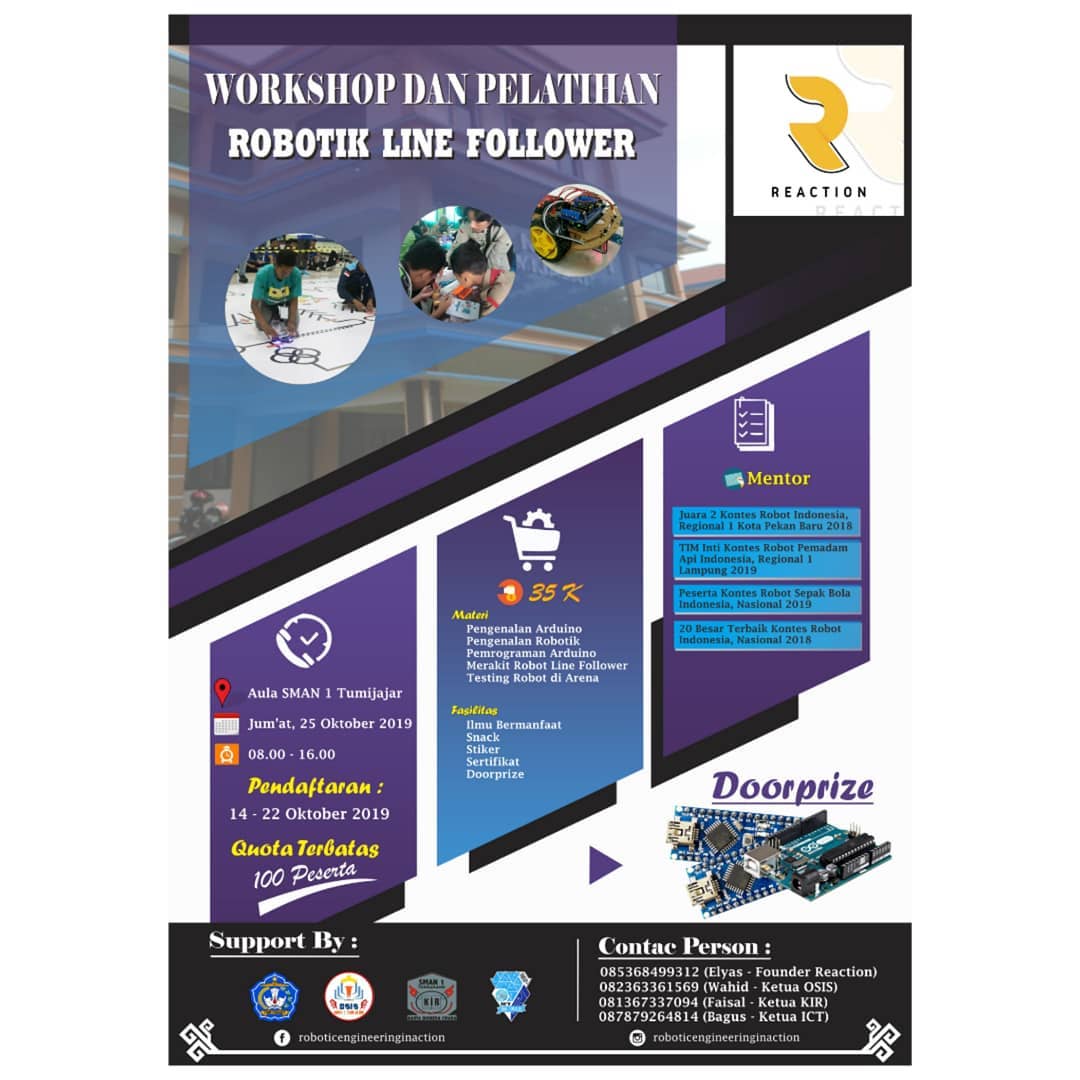 WORKSHOP DAN PELATIHAN
ROBOTIK LINE FOLLOWER
REACTION
REACT
Mentor
Juara 2 Kontes Robot Indonesia,
Regional 1 Kota Pekan Baru 2018
TIM Inti Kontes Robot Pemadam
Api Indonesia, Regional 1
Lampung 2019
Peserta Kontes Robot Sepak Bola
Indonesia, Nasional 2019
20 Besar Terbaik Kontes Robot
Indonesia, Nasional 2018
35 K
Materi
Pengenalan Arduino
Pengenalan Robotik
Pemrograman Arduino
Merakit Robot Line Follower
Testing Robot di Arena
Fasilitas
Ilmu Bermanfaat
Snack
Stiker
Sertifikat
Doorprize
Aula SMAN 1 Tumijajar
Jum'at, 25 Oktober 2019
08.00 - 16.00
Pendaftaran :
14 - 22 Oktober 2019
Quota Terbatas
100 Peserta
Doorprize
Support By :
OSIS
SMAN 1
KIR
Contac Person :
085368499312 (Elyas - Founder Reaction)
082363361569 (Wahid - Ketua OSIS)
081367337094 (Faisal - Ketua KIR)
087879264814 (Bagus - Ketua ICT)
roboticengineeringinaction
roboticengineeringinaction